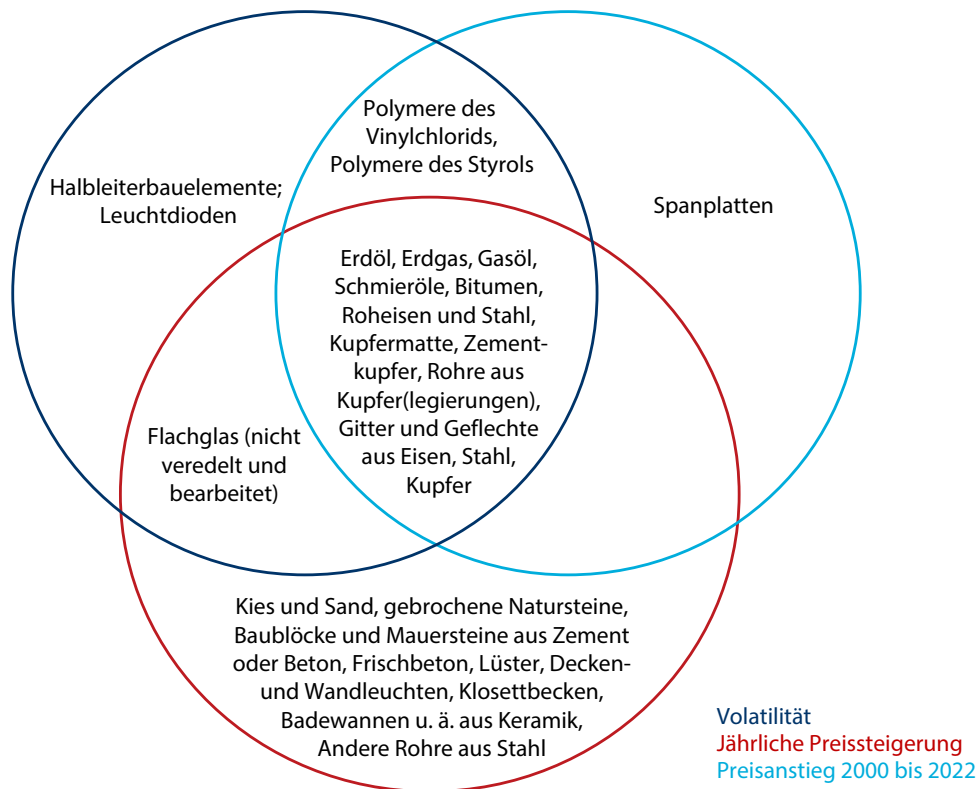 Polymere des
Vinylchlorids,
Polymere des Styrols
Halbleiterbauelemente;
Leuchtdioden
Spanplatten
Erdöl, Erdgas, Gasöl,
Schmieröle, Bitumen,
Roheisen und Stahl,
Kupfermatte, Zement-
kupfer, Rohre aus
Kupfer(legierungen),
Gitter und Geflechte
aus Eisen, Stahl,
Kupfer
Flachglas (nicht
veredelt und
bearbeitet)
Kies und Sand, gebrochene Natursteine,
Baublöcke und Mauersteine aus Zement
oder Beton, Frischbeton, Lüster, Decken-
und Wandleuchten, Klosettbecken,
Badewannen u. ä. aus Keramik,
Andere Rohre aus Stahl
Volatilität
Jährliche Preissteigerung
Preisanstieg 2000 bis 2022